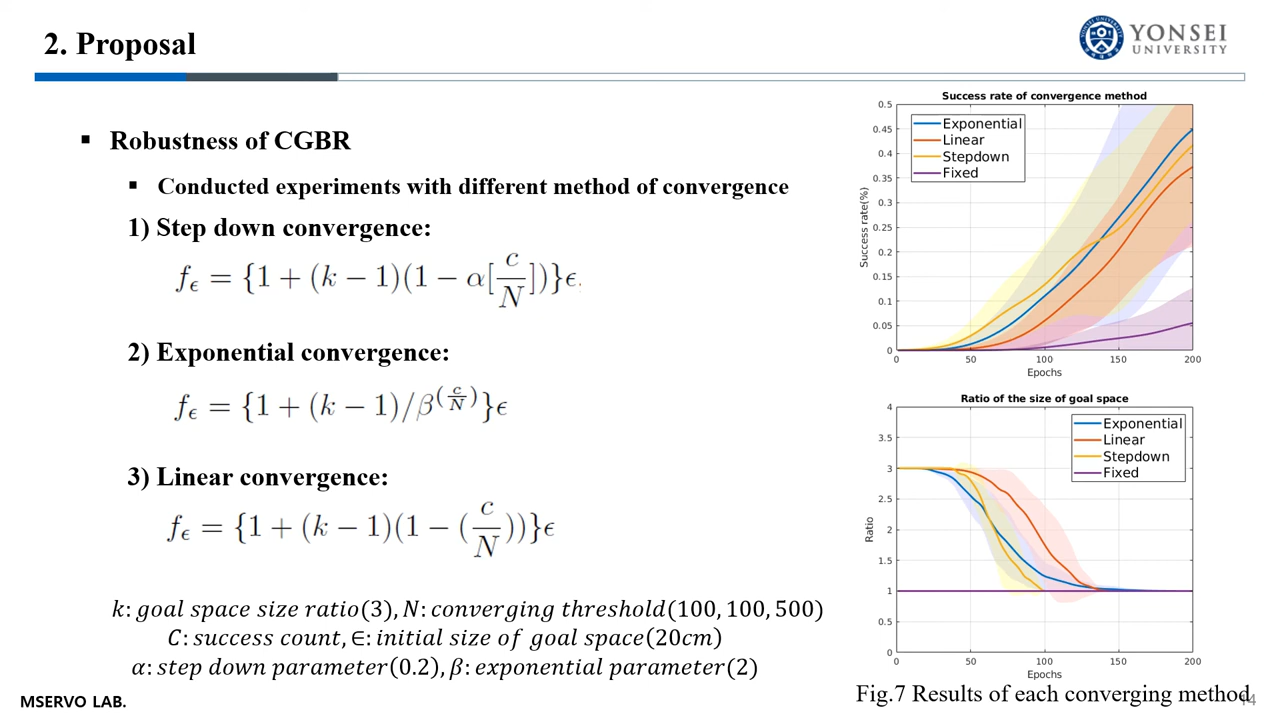 2. Proposal
YONSEI
UNIVERSITY
▪ Robustness of CGBR
▪ Conducted experiments with different method of convergence
1) Step down convergence:
f_ϵ = {1 + (k − 1)(1 − α[c/N])}ϵ.
2) Exponential convergence:
f_ϵ = {1 + (k − 1)/β^(c/N)}ϵ
3) Linear convergence:
f_ϵ = {1 + (k − 1)(1 − (c/N))}ϵ
k: goal space size ratio(3), N: converging threshold(100, 100, 500)
C: success count, ∈: initial size of goal space(20cm)
α: step down parameter(0.2), β: exponential parameter(2)
MSERVO LAB.
Success rate of convergence method
Success rate(%)
0.5
0.45
0.4
0.35
0.3
0.25
0.2
0.15
0.1
0.05
0
Exponential
Linear
Stepdown
Fixed
0 50 100 150 200
Epochs
Ratio of the size of goal space
Ratio
4
3.5
3
2.5
2
1.5
1
0.5
0
Exponential
Linear
Stepdown
Fixed
0 50 100 150 200
Epochs
Fig.7 Results of each converging method
14